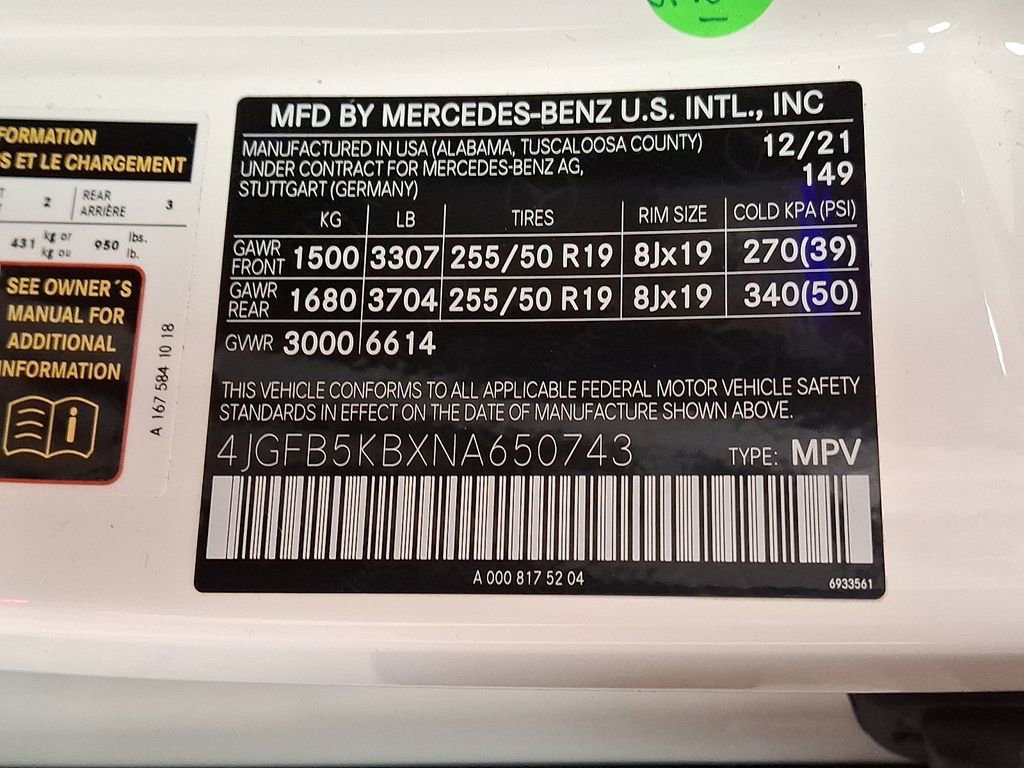 FORMATION
S ET LE CHARGEMENT
2 REAR ARRIÈRE 3
431 kg or kg ou 950 lbs. lb.
SEE OWNER´S
MANUAL FOR
ADDITIONAL
INFORMATION
A 167 584 10 18
MFD BY MERCEDES-BENZ U.S. INTL., INC
MANUFACTURED IN USA (ALABAMA, TUSCALOOSA COUNTY) 12/21
UNDER CONTRACT FOR MERCEDES-BENZ AG, 149
STUTTGART (GERMANY)
KG LB TIRES RIM SIZE COLD KPA (PSI)
GAWR FRONT 1500 3307 255/50 R19 8Jx19 270(39)
GAWR REAR 1680 3704 255/50 R19 8Jx19 340(50)
GVWR 3000 6614
THIS VEHICLE CONFORMS TO ALL APPLICABLE FEDERAL MOTOR VEHICLE SAFETY
STANDARDS IN EFFECT ON THE DATE OF MANUFACTURE SHOWN ABOVE.
4JGFB5KBXNA650743 TYPE: MPV
A 000 817 52 04
6933561